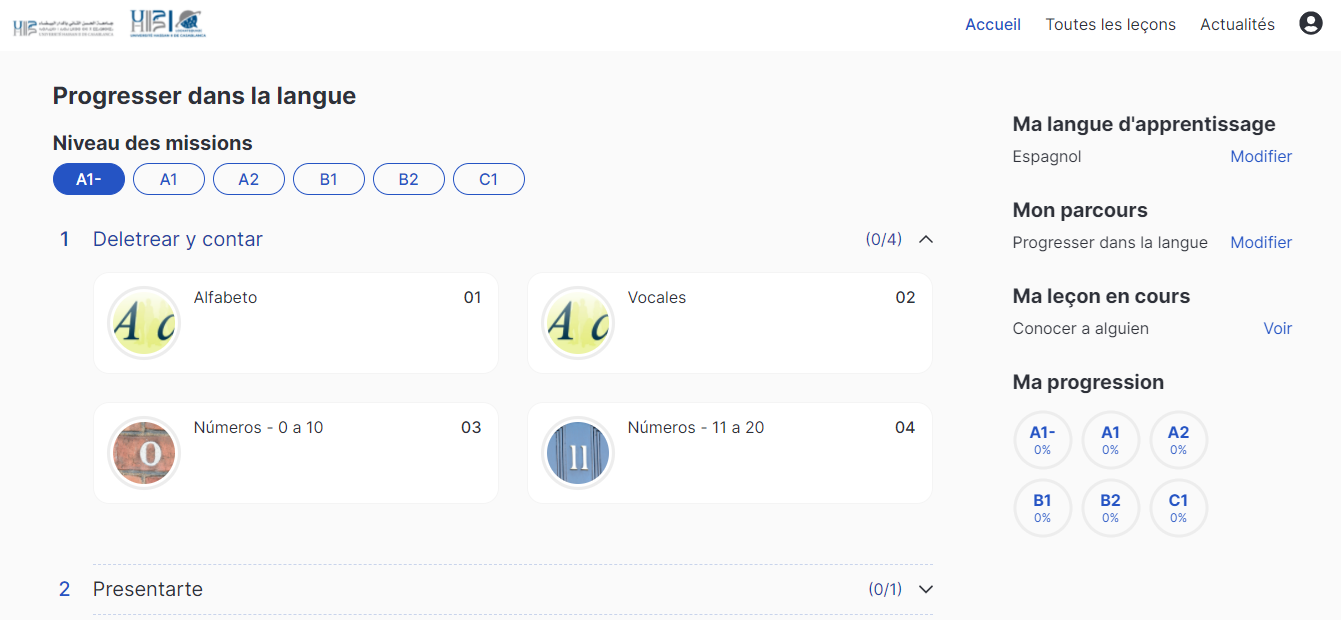 Accueil
Toutes les leçons
Actualités
Progresser dans la langue
Niveau des missions
A1-
A1
A2
B1
B2
C1
1 Deletrear y contar (0/4)
Alfabeto 01
Vocales 02
Números - 0 a 10 03
Números - 11 a 20 04
2 Presentarte (0/1)
Ma langue d'apprentissage
Espagnol Modifier
Mon parcours
Progresser dans la langue Modifier
Ma leçon en cours
Conocer a alguien Voir
Ma progression
A1-
0%
A1
0%
A2
0%
B1
0%
B2
0%
C1
0%